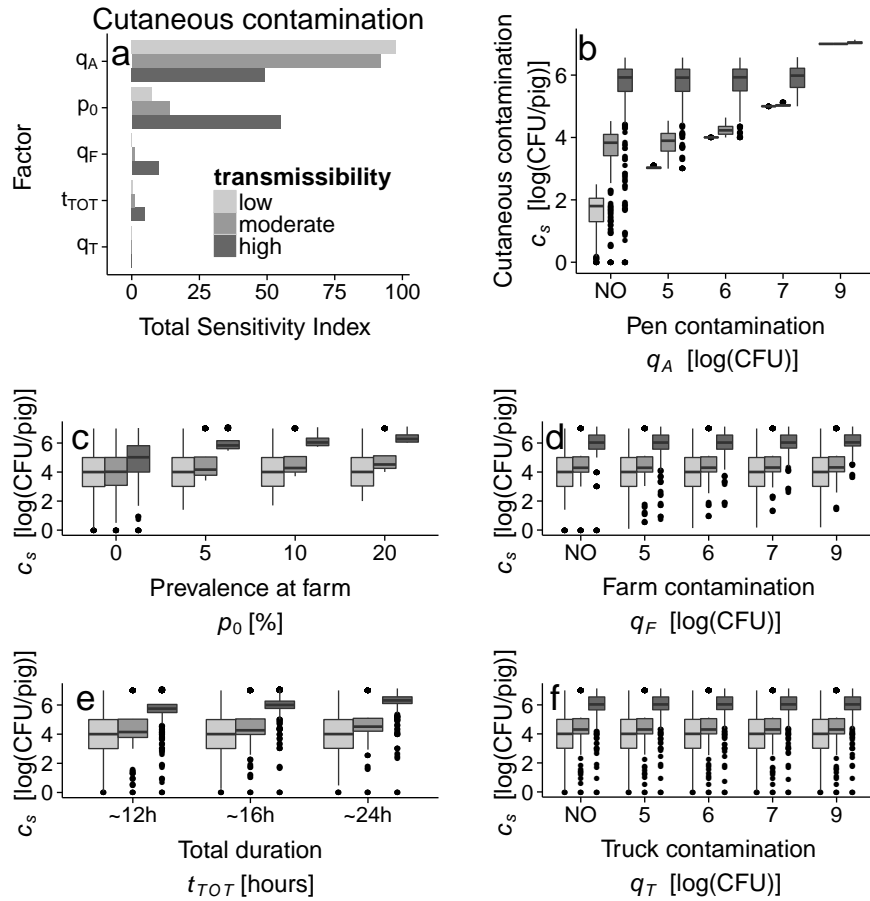 Cutaneous contamination
a
Factor
q_A
p_0
q_F
t_TOT
q_T
transmissibility
low
moderate
high
0 25 50 75 100
Total Sensitivity Index
b
Cutaneous contamination
c_s [log(CFU/pig)]
6
4
2
0
NO 5 6 7 9
Pen contamination
q_A [log(CFU)]
c
c_s [log(CFU/pig)]
6
4
2
0
0 5 10 20
Prevalence at farm
p_0 [%]
d
c_s [log(CFU/pig)]
6
4
2
0
NO 5 6 7 9
Farm contamination
q_F [log(CFU)]
e
c_s [log(CFU/pig)]
6
4
2
0
~12h ~16h ~24h
Total duration
t_TOT [hours]
f
c_s [log(CFU/pig)]
6
4
2
0
NO 5 6 7 9
Truck contamination
q_T [log(CFU)]